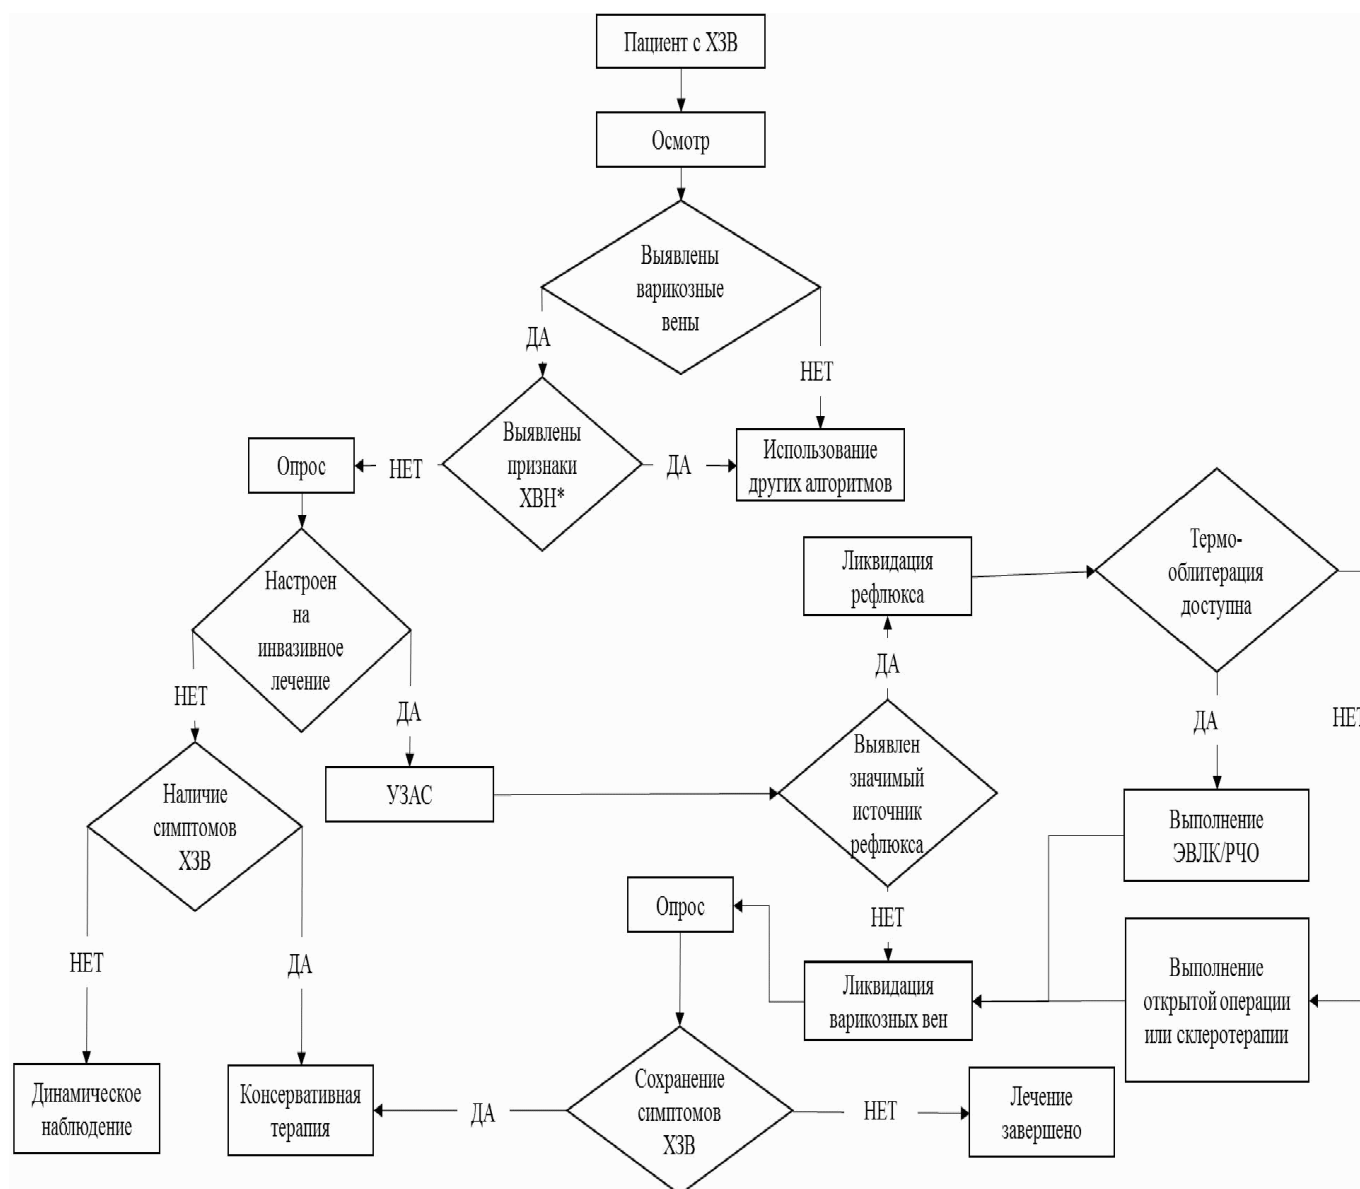 Пациент с ХЗВ
Осмотр
Выявлены
варикозные
вены
ДА
НЕТ
Выявлены
признаки
ХВН*
НЕТ
ДА
Опрос
Использование
других алгоритмов
Настроен
на
инвазивное
лечение
НЕТ
ДА
Ликвидация
рефлюкса
Термо-
облитерация
доступна
ДА
НЕТ
ДА
Выявлен
значимый
источник
рефлюкса
УЗАС
Наличие
симптомов
ХЗВ
НЕТ
ДА
Выполнение
ЭВЛК/РЧО
НЕТ
Опрос
Ликвидация
варикозных вен
Выполнение
открытой операции
или склеротерапии
Динамическое
наблюдение
Консервативная
терапия
ДА
Сохранение
симптомов
ХЗВ
НЕТ
Лечение
завершено